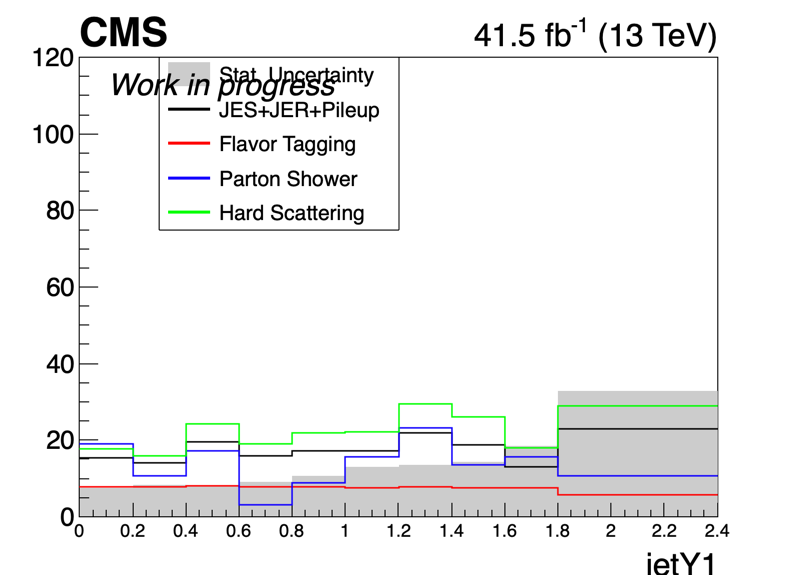 CMS 41.5 fb-1 (13 TeV)
120
Stat. Uncertainty
Work in progress
JES+JER+Pileup
100
Flavor Tagging
Parton Shower
80
Hard Scattering
60
40
20
0
0 0.2 0.4 0.6 0.8 1 1.2 1.4 1.6 1.8 2 2.2 2.4
jetY1